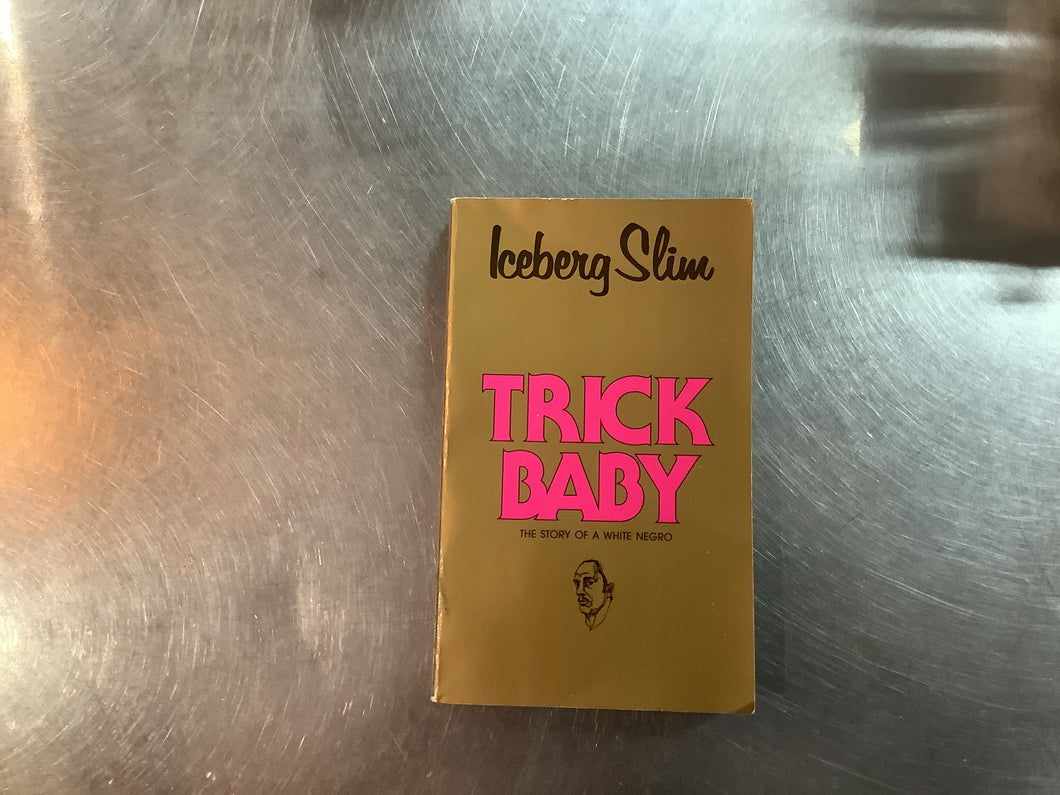 Iceberg Slim
TRICK
BABY
THE STORY OF A WHITE NEGRO